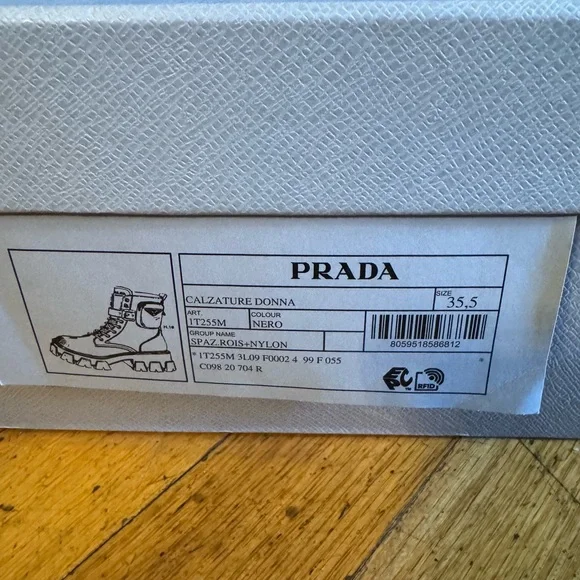 PRADA
CALZATURE DONNA
SIZE
35,5
ART.
1T255M
COLOUR
NERO
GROUP NAME
SPAZ.ROIS+NYLON
8059518586812
* 1T255M 3L09 F0002 4 99 F 055 *
C098 20 704 R
EPC
RFID